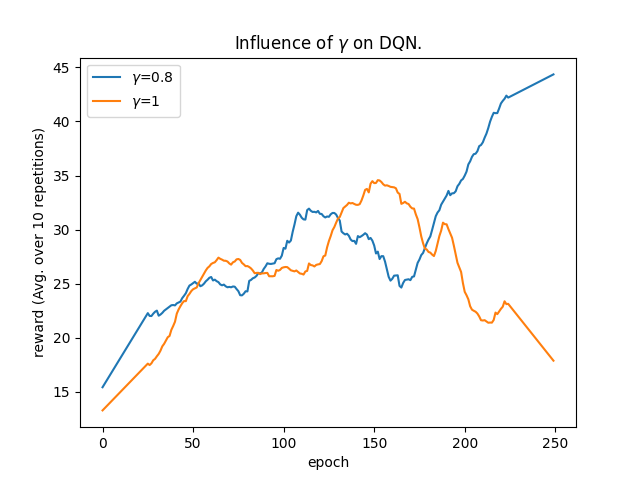 Influence of γ on DQN.
γ=0.8
γ=1
reward (Avg. over 10 repetitions)
45
40
35
30
25
20
15
0 50 100 150 200 250
epoch